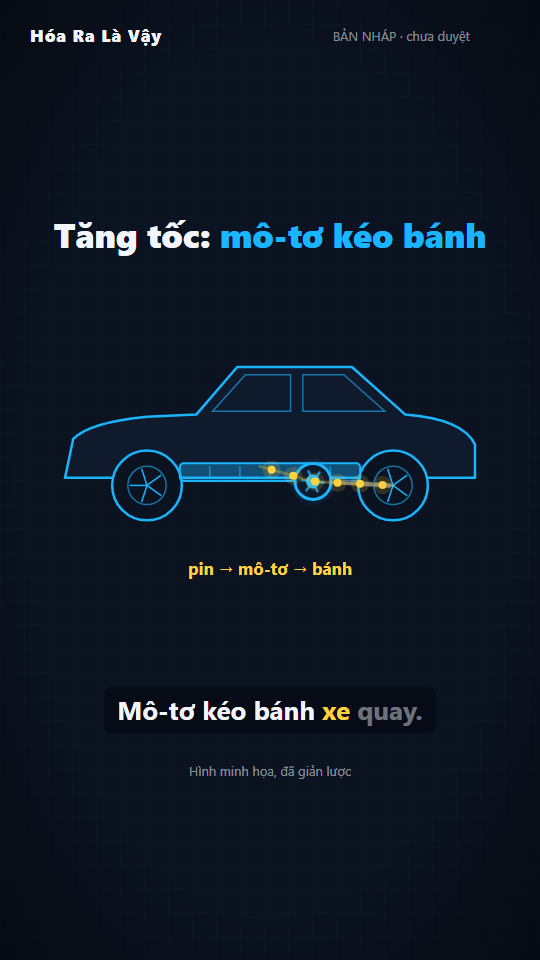 Hóa Ra Là Vậy
BẢN NHÁP · chưa duyệt
Tăng tốc: mô-tơ kéo bánh
pin → mô-tơ → bánh
Mô-tơ kéo bánh xe quay.
Hình minh họa, đã giản lược